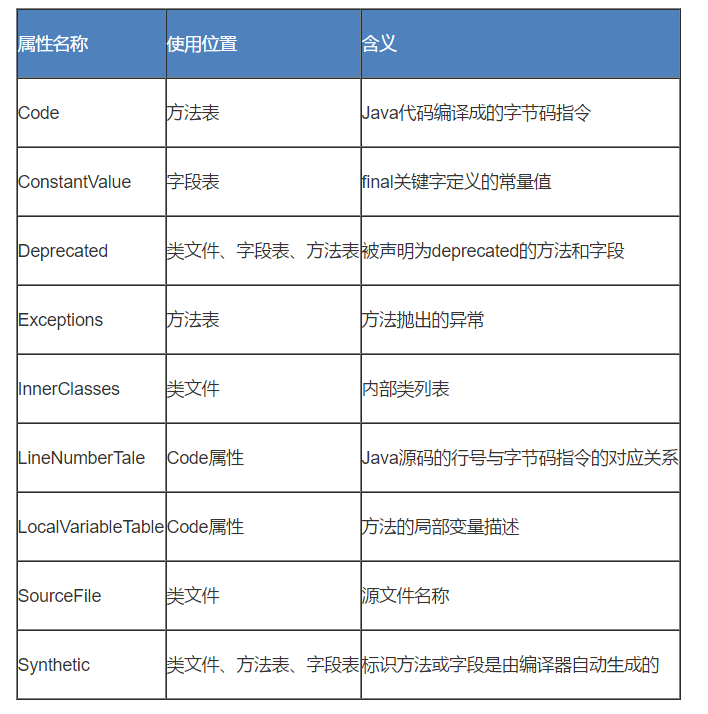 属性名称 使用位置 含义
Code 方法表 Java代码编译成的字节码指令
ConstantValue 字段表 final关键字定义的常量值
Deprecated 类文件、字段表、方法表 被声明为deprecated的方法和字段
Exceptions 方法表 方法抛出的异常
InnerClasses 类文件 内部类列表
LineNumberTale Code属性 Java源码的行号与字节码指令的对应关系
LocalVariableTable Code属性 方法的局部变量描述
SourceFile 类文件 源文件名称
Synthetic 类文件、方法表、字段表 标识方法或字段是由编译器自动生成的